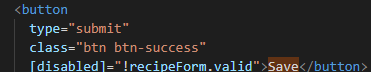 <button
type="submit"
class="btn btn-success"
[disabled]="!recipeForm.valid">Save</button>